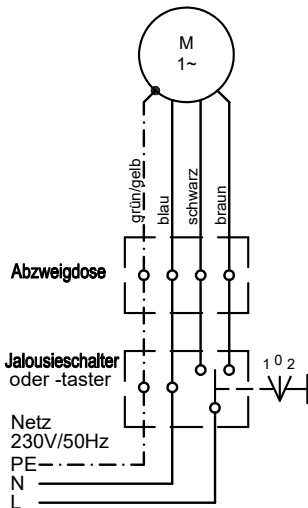 M
1~
grün/gelb
blau
schwarz
braun
Abzweigdose
Jalousieschalter
oder -taster
1 0 2
Netz
230V/50Hz
PE
N
L